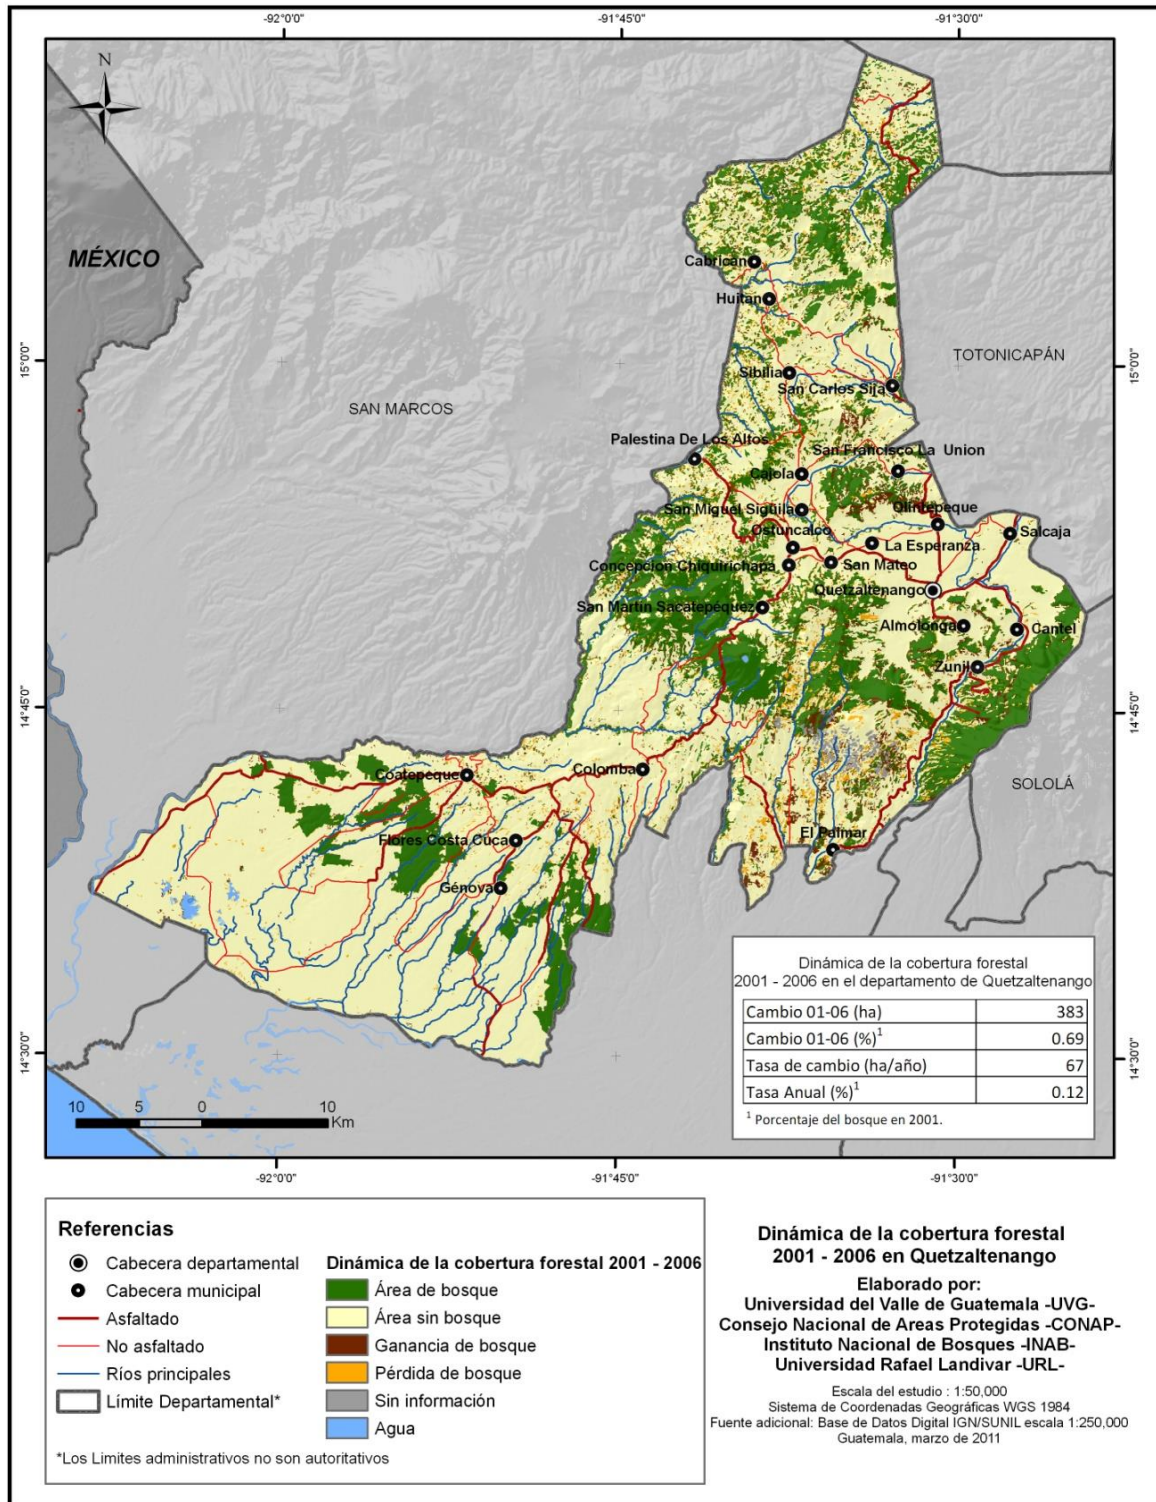 -92°0'0"
-91°45'0"
-91°30'0"
N
MÉXICO
Cabrican
Huitan
15°0'0"
15°0'0"
TOTONICAPÁN
Sibilia
San Carlos Sija
SAN MARCOS
Palestina De Los Altos
San Francisco La Union
Cajola
San Miguel Sigüila
Olintepeque
Ostuncalco
Salcaja
La Esperanza
Concepcion Chiquirichapa
San Mateo
Quetzaltenango
San Martin Sacatepéquez
Almolonga
Cantel
Zunil
14°45'0"
14°45'0"
Coatepeque
Colomba
SOLOLÁ
El Palmar
Flores Costa Cuca
Génova
Dinámica de la cobertura forestal
2001 - 2006 en el departamento de Quetzaltenango
Cambio 01-06 (ha) 383
Cambio 01-06 (%)1 0.69
Tasa de cambio (ha/año) 67
Tasa Anual (%)1 0.12
1 Porcentaje del bosque en 2001.
14°30'0"
14°30'0"
10 5 0 10
Km
-92°0'0"
-91°45'0"
-91°30'0"
Referencias
Cabecera departamental
Cabecera municipal
Asfaltado
No asfaltado
Ríos principales
Límite Departamental*
Dinámica de la cobertura forestal 2001 - 2006
Área de bosque
Área sin bosque
Ganancia de bosque
Pérdida de bosque
Sin información
Agua
*Los Limites administrativos no son autoritativos
Dinámica de la cobertura forestal
2001 - 2006 en Quetzaltenango
Elaborado por:
Universidad del Valle de Guatemala -UVG-
Consejo Nacional de Areas Protegidas -CONAP-
Instituto Nacional de Bosques -INAB-
Universidad Rafael Landivar -URL-
Escala del estudio : 1:50,000
Sistema de Coordenadas Geográficas WGS 1984
Fuente adicional: Base de Datos Digital IGN/SUNIL escala 1:250,000
Guatemala, marzo de 2011